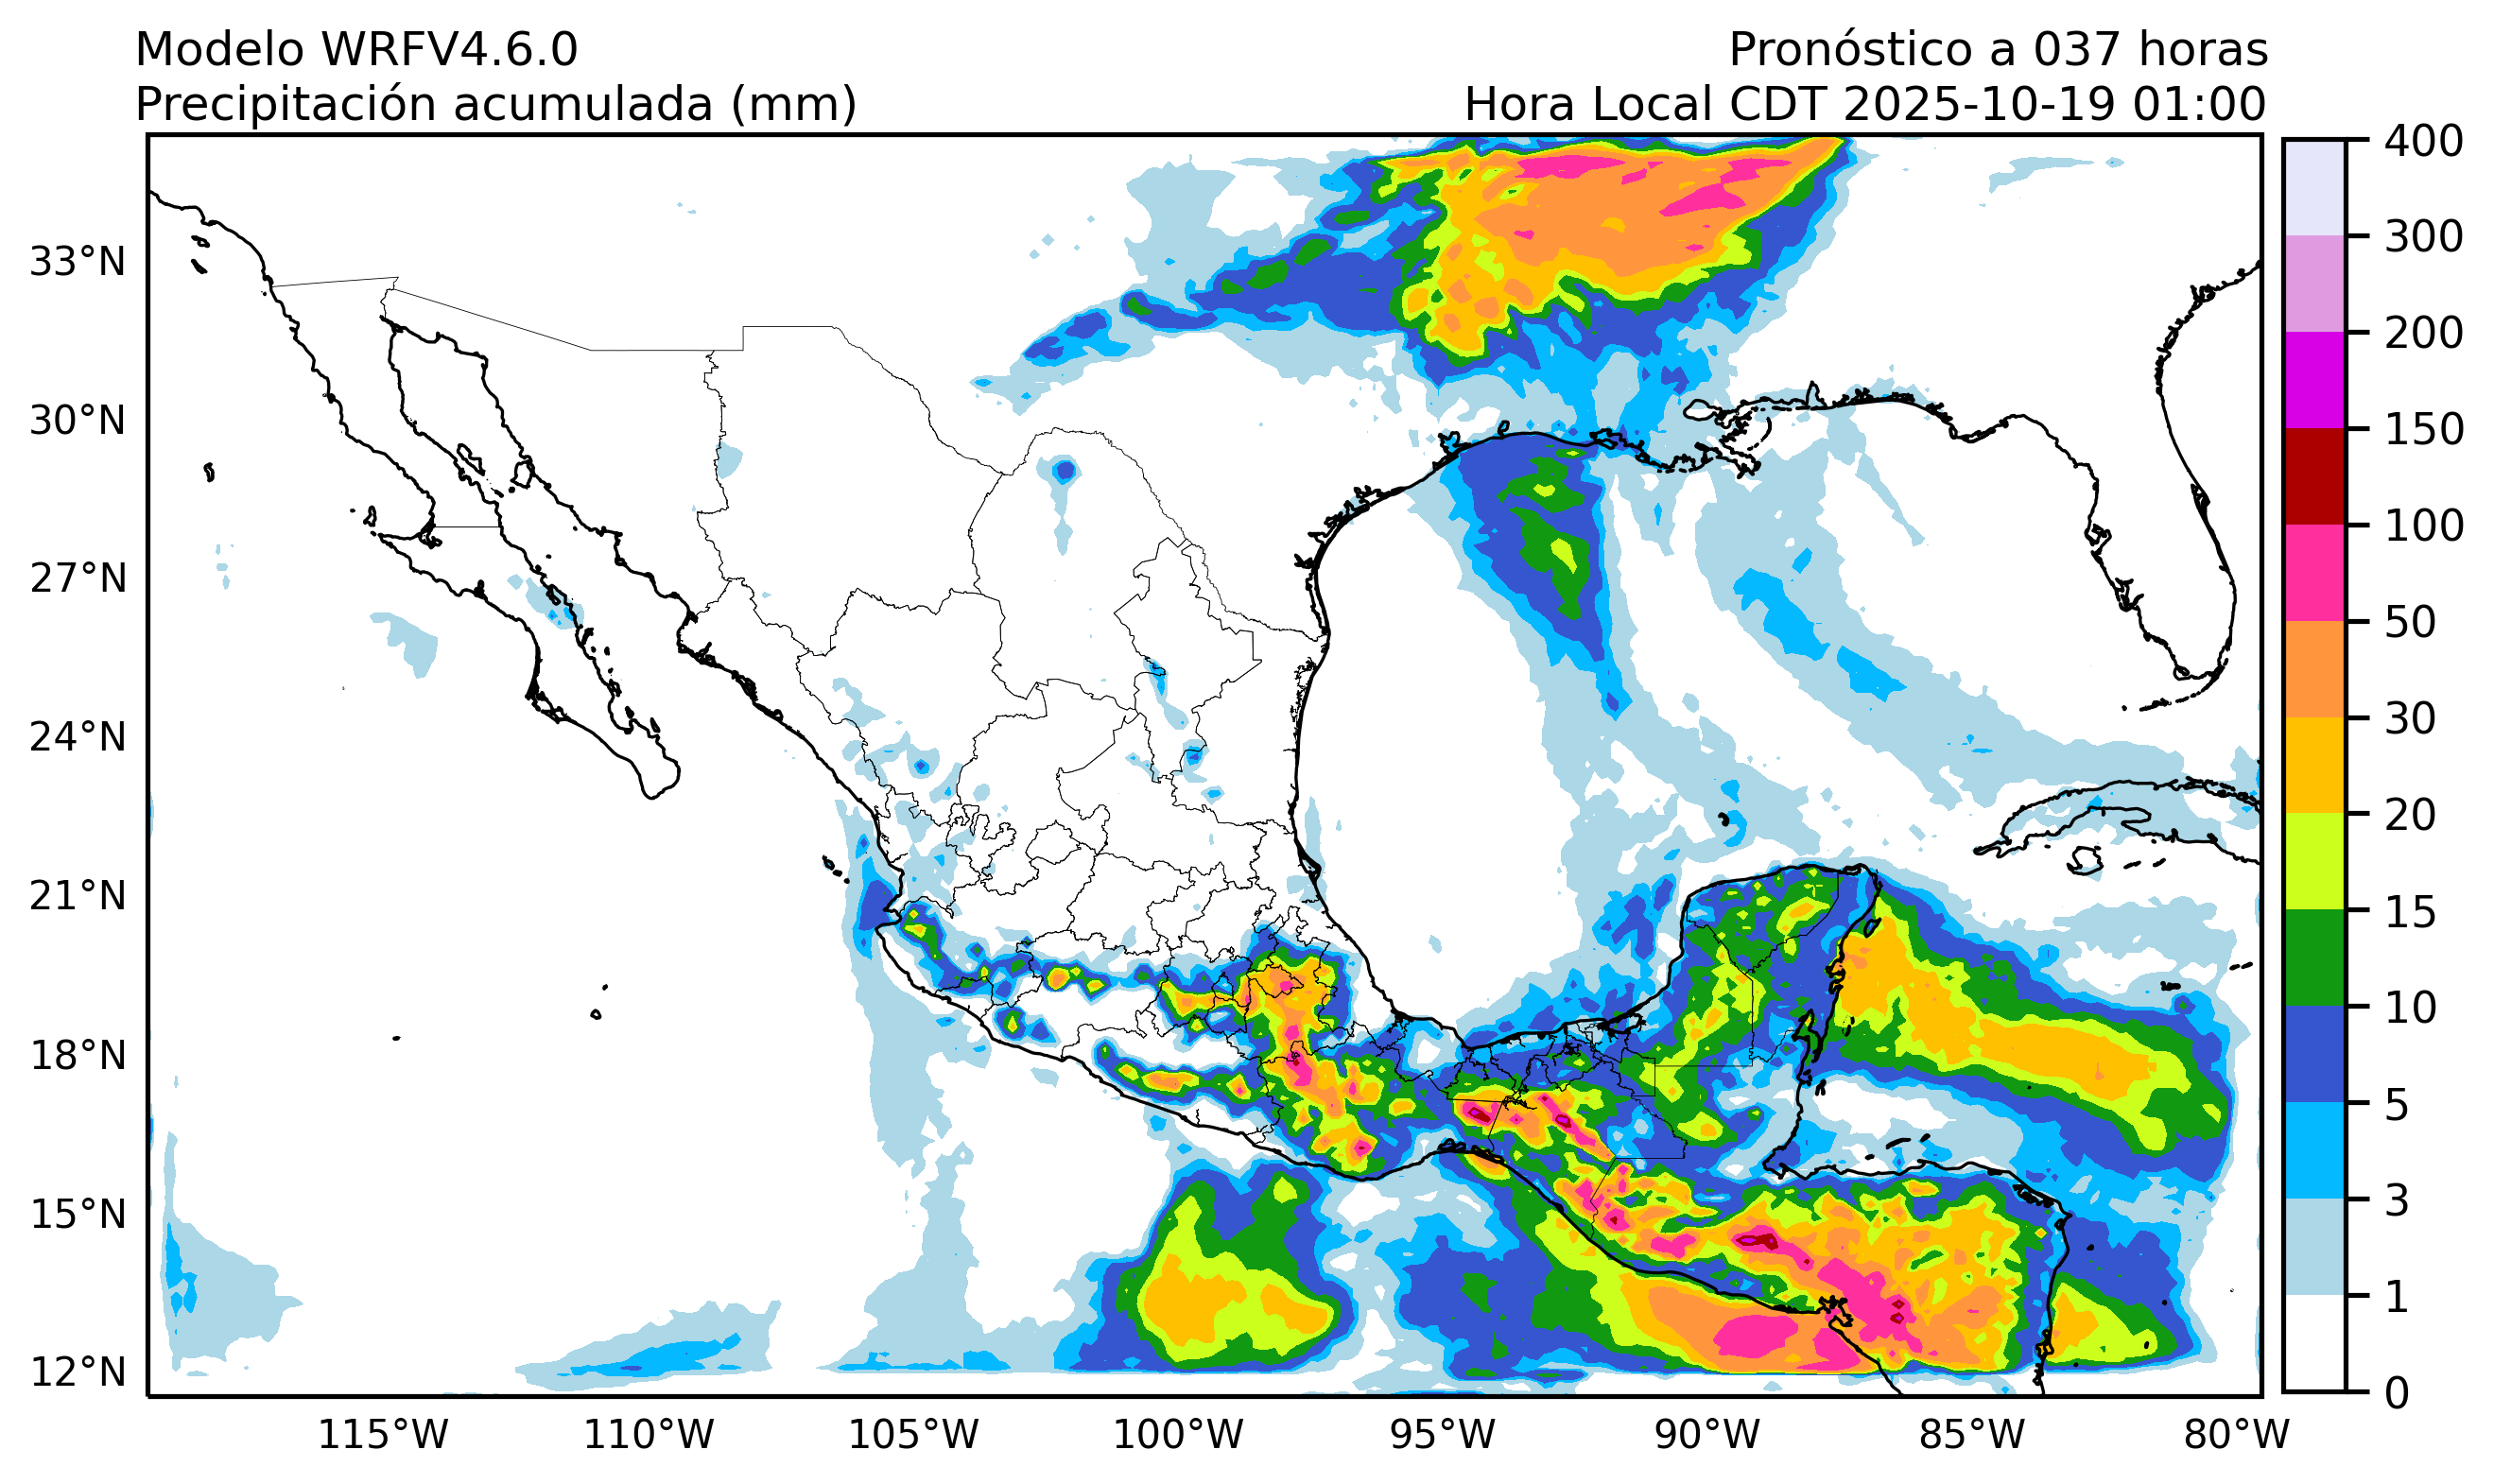 Modelo WRFV4.6.0
Pronóstico a 037 horas
Precipitación acumulada (mm)
Hora Local CDT 2025-10-19 01:00
33°N
30°N
27°N
24°N
21°N
18°N
15°N
12°N
115°W
110°W
105°W
100°W
95°W
90°W
85°W
80°W
400
300
200
150
100
50
30
20
15
10
5
3
1
0